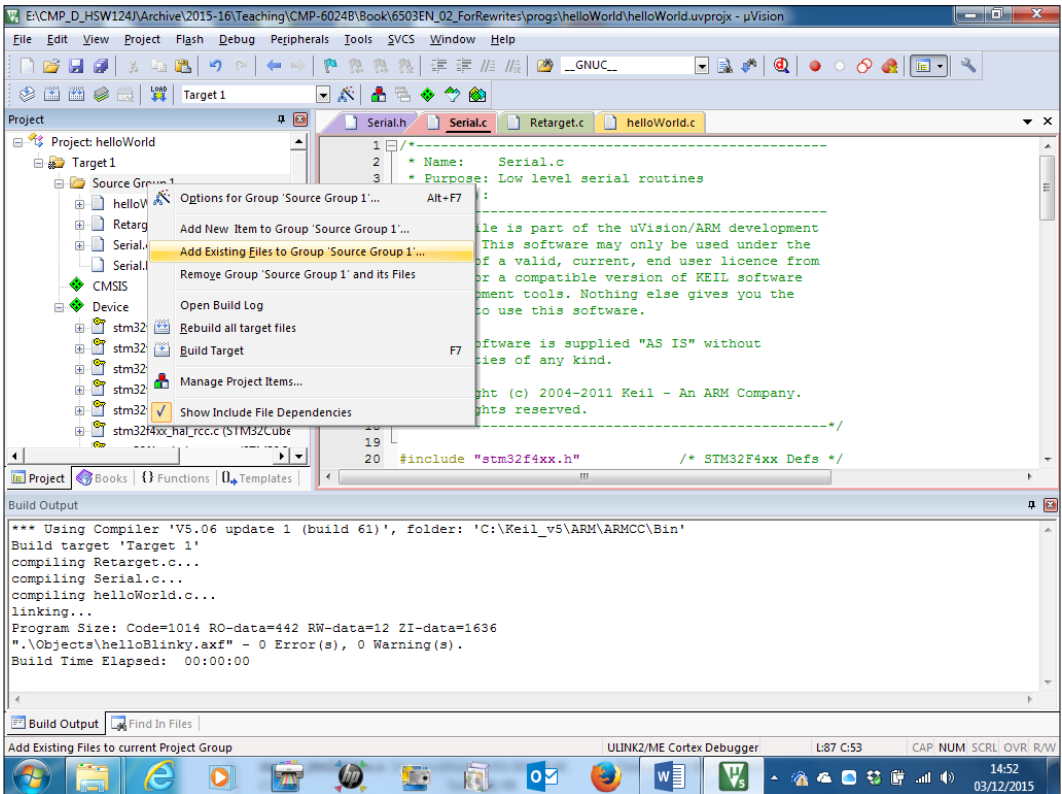 E:\CMP_D_HSW124J\Archive\2015-16\Teaching\CMP-6024B\Book\6503EN_02_ForRewrites\progs\helloWorld\helloWorld.uvprojx - µVision
File Edit View Project Flash Debug Peripherals Tools SVCS Window Help
__GNUC__
LOAD Target 1
Project
Project: helloWorld
Target 1
Source Group 1
helloW
Retarg
Serial.
Serial.
CMSIS
Device
stm32
stm32
stm32
stm32
stm32
stm32f4xx_hal_rcc.c (STM32Cube
Project Books {} Functions Templates
Options for Group 'Source Group 1'... Alt+F7
Add New Item to Group 'Source Group 1'...
Add Existing Files to Group 'Source Group 1'...
Remove Group 'Source Group 1' and its Files
Open Build Log
Rebuild all target files
Build Target F7
Manage Project Items...
Show Include File Dependencies
Serial.h Serial.c Retarget.c helloWorld.c
1 /*----------------------------------------------------
2 * Name: Serial.c
3 * Purpose: Low level serial routines
:
----------------------------------------------------
ile is part of the uVision/ARM development
This software may only be used under the
f a valid, current, end user licence from
or a compatible version of KEIL software
pment tools. Nothing else gives you the
to use this software.
oftware is supplied "AS IS" without
ties of any kind.
ght (c) 2004-2011 Keil - An ARM Company.
ghts reserved.
----------------------------------------------------*/
19
20 #include "stm32f4xx.h" /* STM32F4xx Defs */
Build Output
*** Using Compiler 'V5.06 update 1 (build 61)', folder: 'C:\Keil_v5\ARM\ARMCC\Bin'
Build target 'Target 1'
compiling Retarget.c...
compiling Serial.c...
compiling helloWorld.c...
linking...
Program Size: Code=1014 RO-data=442 RW-data=12 ZI-data=1636
".\Objects\helloBlinky.axf" - 0 Error(s), 0 Warning(s).
Build Time Elapsed: 00:00:00
Build Output Find In Files
Add Existing Files to current Project Group ULINK2/ME Cortex Debugger L:87 C:53 CAP NUM SCRL OVR R/W
14:52
03/12/2015